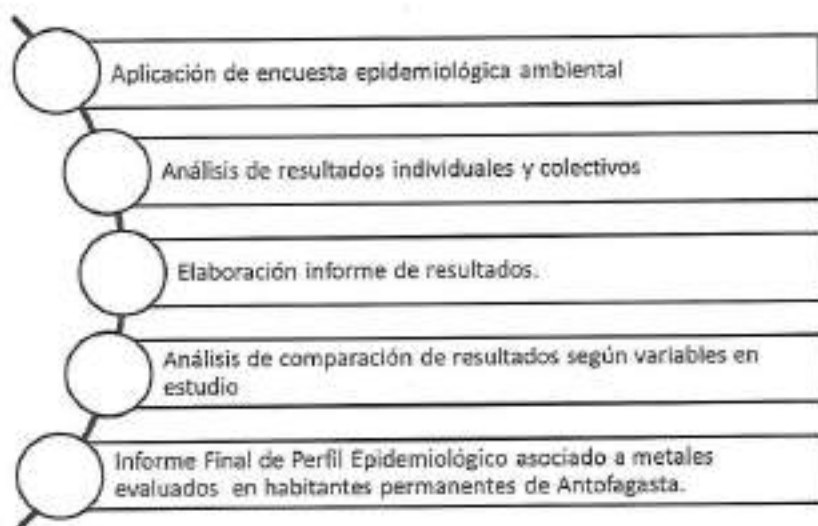 Aplicación de encuesta epidemiológica ambiental
Análisis de resultados individuales y colectivos
Elaboración informe de resultados.
Análisis de comparación de resultados según variables en
estudio
Informe Final de Perfil Epidemiológico asociado a metales
evaluados en habitantes permanentes de Antofagasta.